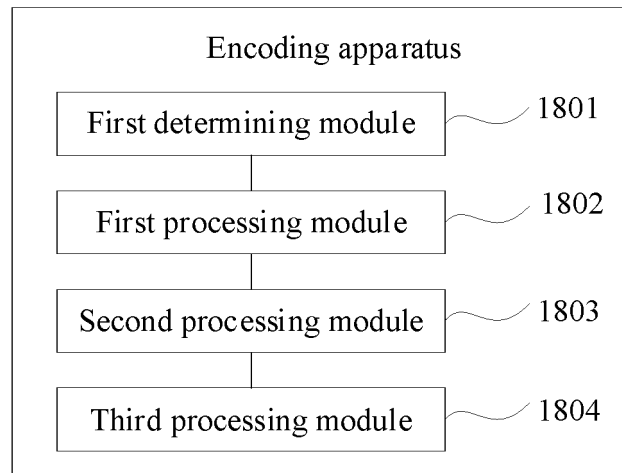 Encoding apparatus
First determining module 1801
First processing module 1802
Second processing module 1803
Third processing module 1804